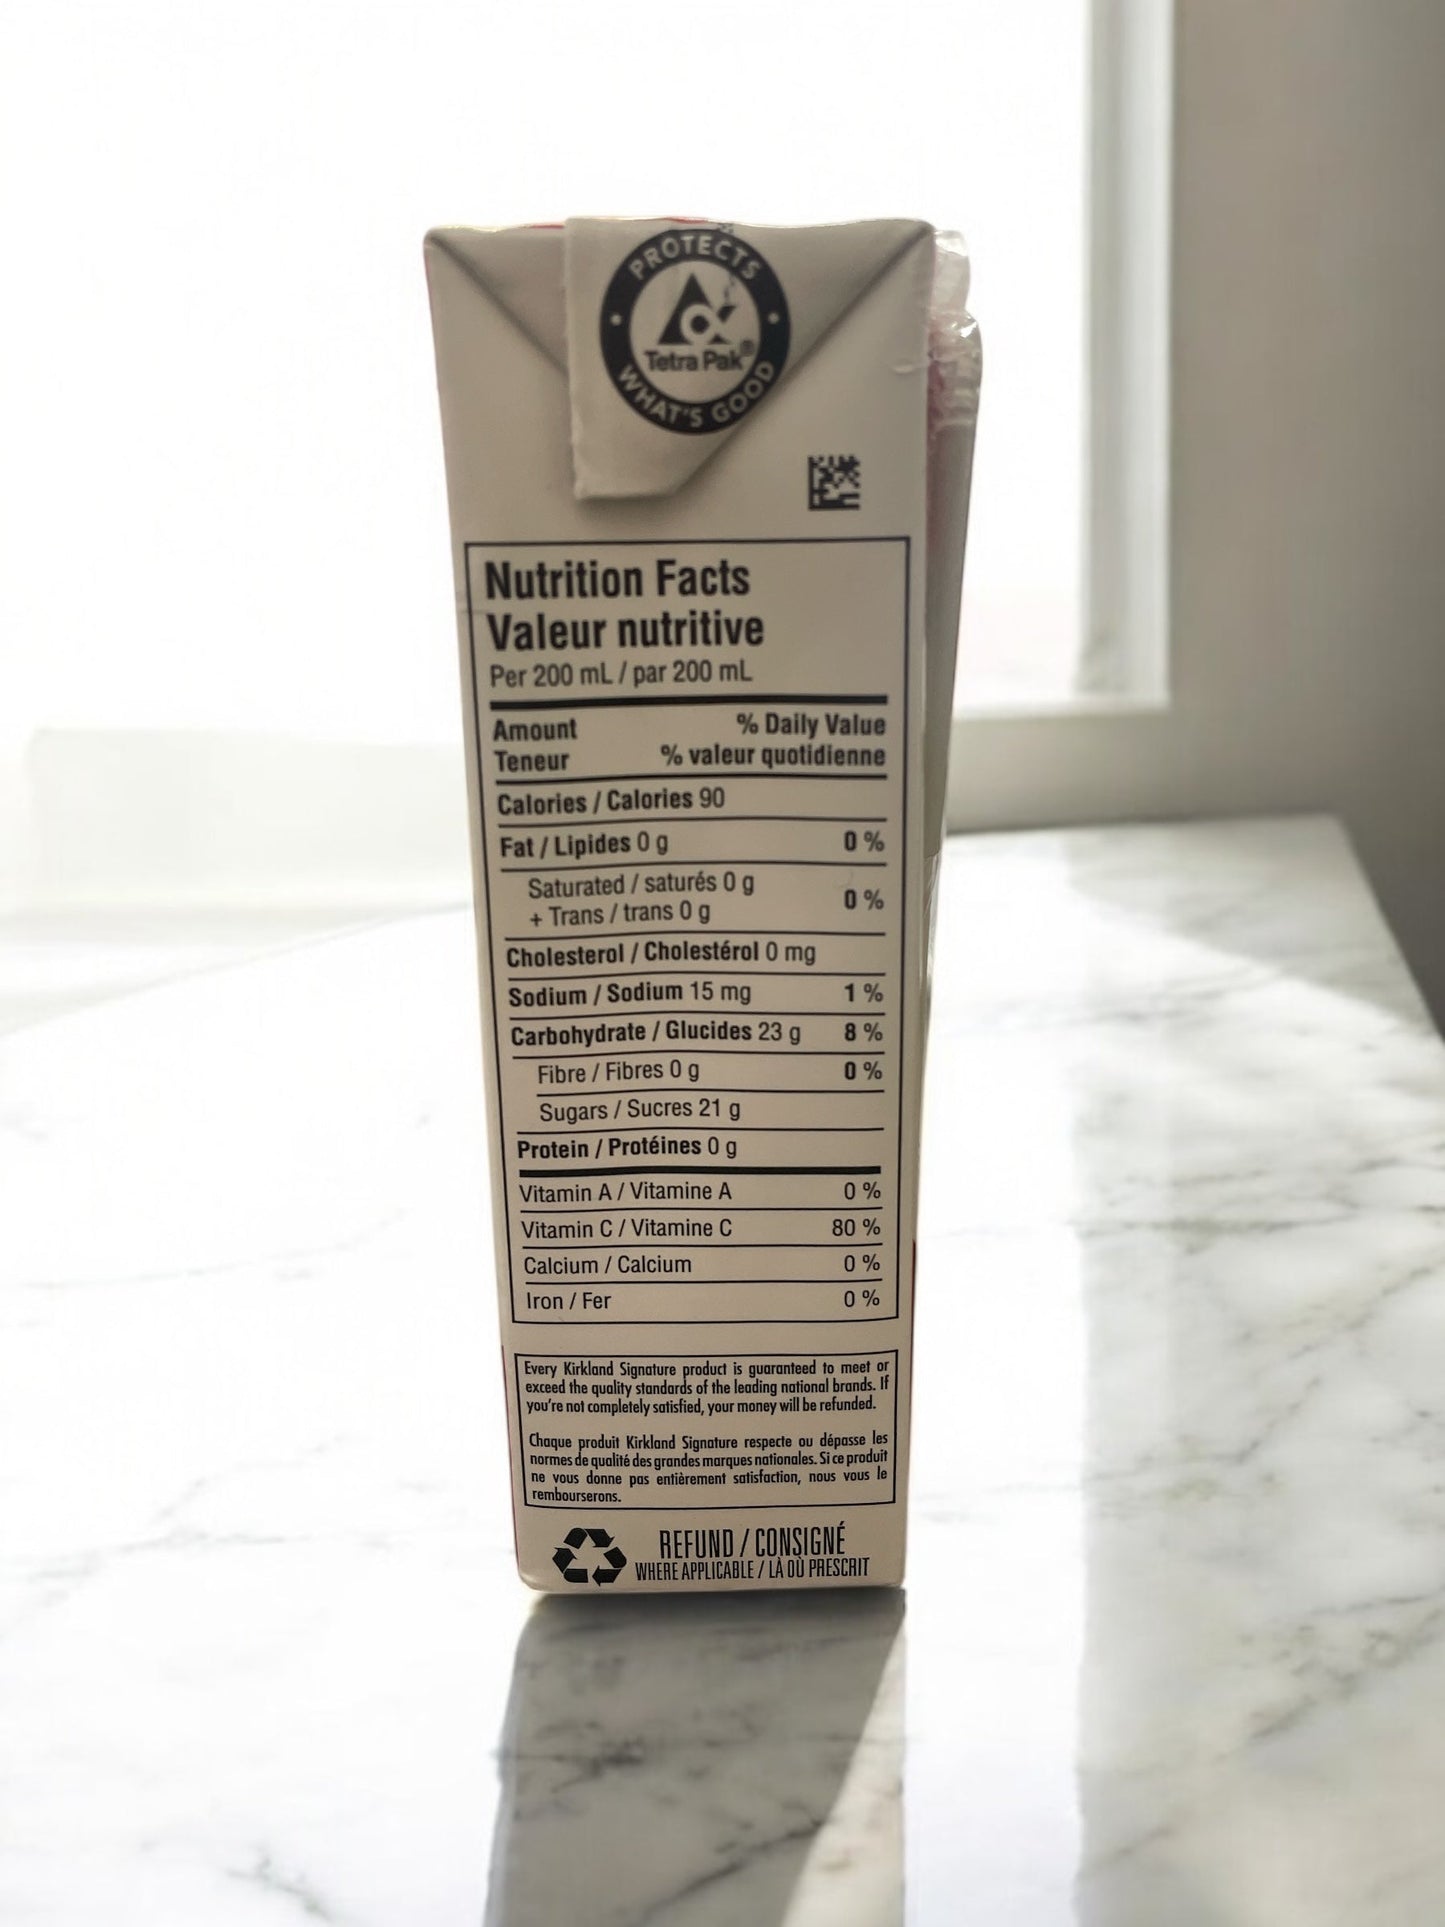 PROTECTS
Tetra Pak®
WHAT'S GOOD
Nutrition Facts
Valeur nutritive
Per 200 mL / par 200 mL
Amount % Daily Value
Teneur % valeur quotidienne
Calories / Calories 90
Fat / Lipides 0 g 0 %
Saturated / saturés 0 g
+ Trans / trans 0 g 0 %
Cholesterol / Cholestérol 0 mg
Sodium / Sodium 15 mg 1 %
Carbohydrate / Glucides 23 g 8 %
Fibre / Fibres 0 g 0 %
Sugars / Sucres 21 g
Protein / Protéines 0 g
Vitamin A / Vitamine A 0 %
Vitamin C / Vitamine C 80 %
Calcium / Calcium 0 %
Iron / Fer 0 %
Every Kirkland Signature product is guaranteed to meet or
exceed the quality standards of the leading national brands. If
you're not completely satisfied, your money will be refunded.
Chaque produit Kirkland Signature respecte ou dépasse les
normes de qualité des grandes marques nationales. Si ce produit
ne vous donne pas entièrement satisfaction, nous vous le
rembourserons.
REFUND / CONSIGNÉ
WHERE APPLICABLE / LÀ OÙ PRESCRIT